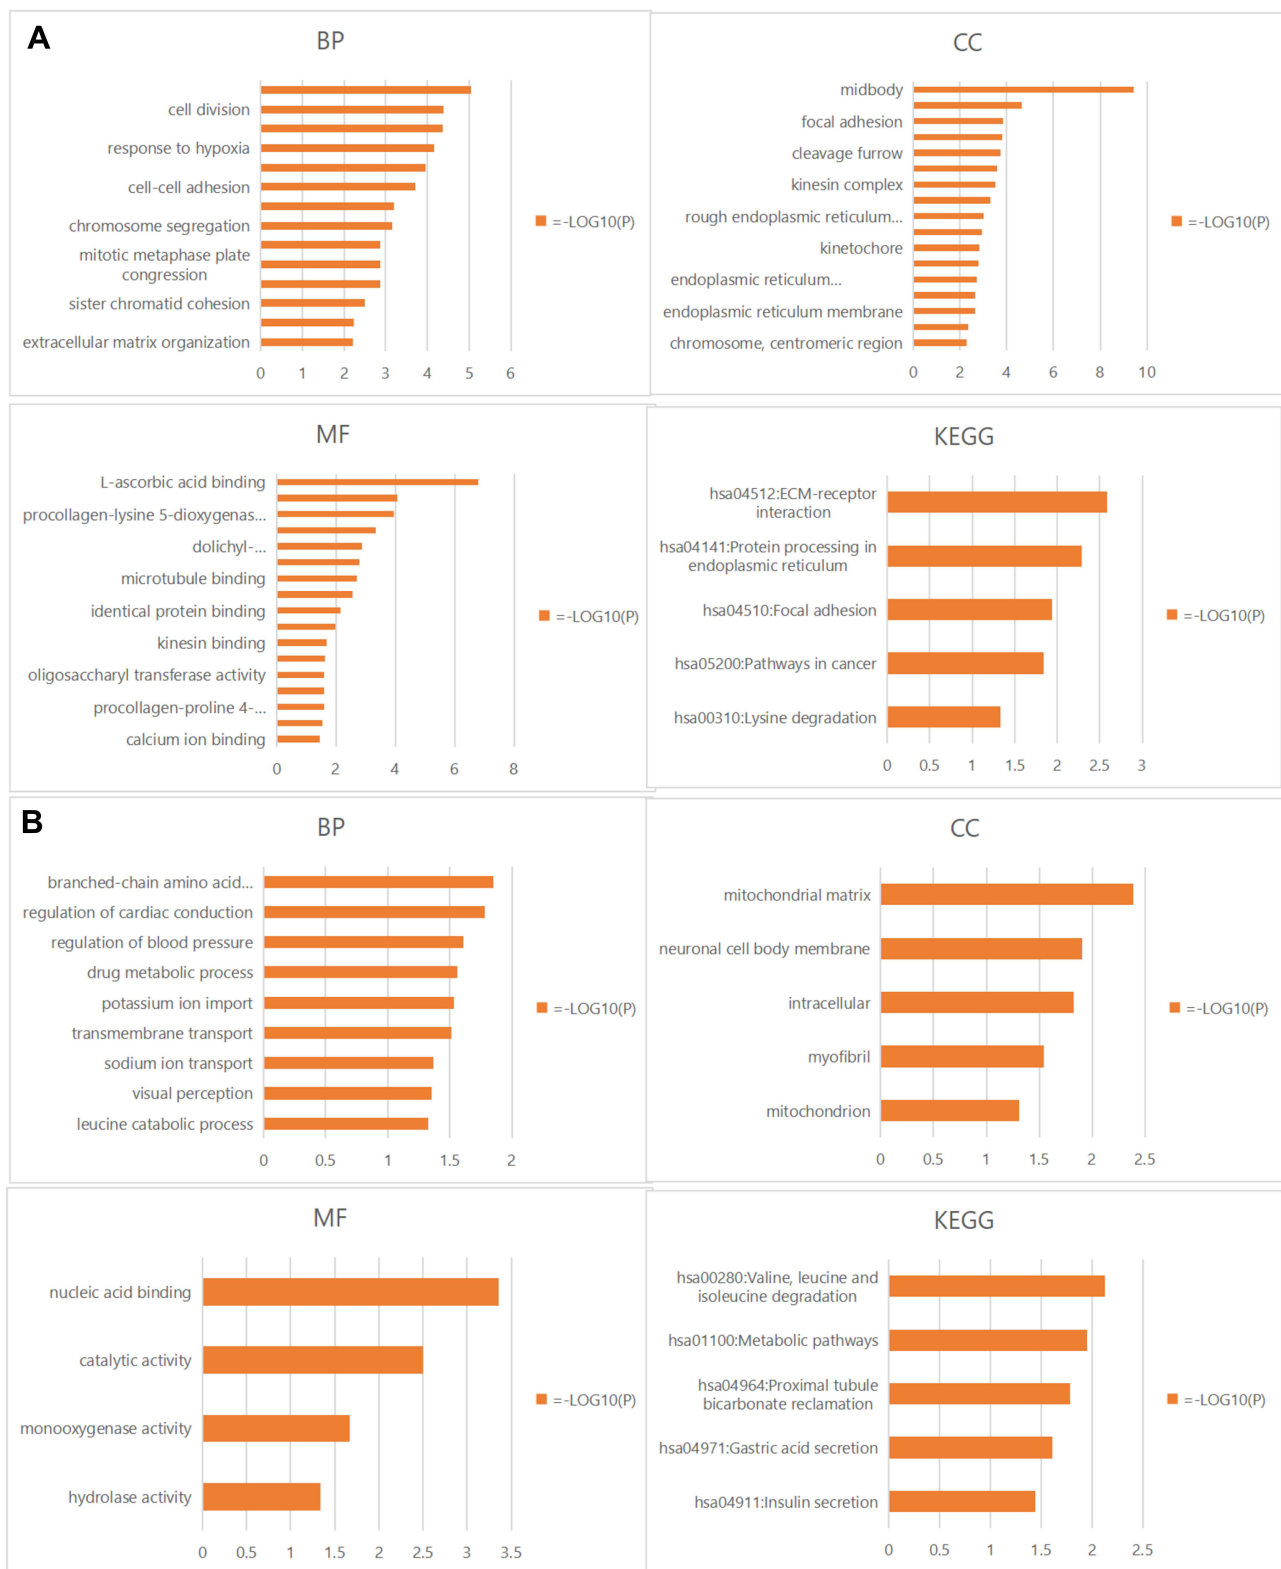 A
BP
cell division
response to hypoxia
cell-cell adhesion
chromosome segregation
mitotic metaphase plate
congression
sister chromatid cohesion
extracellular matrix organization
0 1 2 3 4 5 6
=-LOG10(P)
CC
midbody
focal adhesion
cleavage furrow
kinesin complex
rough endoplasmic reticulum...
kinetochore
endoplasmic reticulum...
endoplasmic reticulum membrane
chromosome, centromeric region
0 2 4 6 8 10
=-LOG10(P)
MF
L-ascorbic acid binding
procollagen-lysine 5-dioxygenas...
dolichyl-...
microtubule binding
identical protein binding
kinesin binding
oligosaccharyl transferase activity
procollagen-proline 4-...
calcium ion binding
0 2 4 6 8
=-LOG10(P)
KEGG
hsa04512:ECM-receptor
interaction
hsa04141:Protein processing in
endoplasmic reticulum
hsa04510:Focal adhesion
hsa05200:Pathways in cancer
hsa00310:Lysine degradation
0 0.5 1 1.5 2 2.5 3
=-LOG10(P)
B
BP
branched-chain amino acid...
regulation of cardiac conduction
regulation of blood pressure
drug metabolic process
potassium ion import
transmembrane transport
sodium ion transport
visual perception
leucine catabolic process
0 0.5 1 1.5 2
=-LOG10(P)
CC
mitochondrial matrix
neuronal cell body membrane
intracellular
myofibril
mitochondrion
0 0.5 1 1.5 2 2.5
=-LOG10(P)
MF
nucleic acid binding
catalytic activity
monooxygenase activity
hydrolase activity
0 0.5 1 1.5 2 2.5 3 3.5
=-LOG10(P)
KEGG
hsa00280:Valine, leucine and
isoleucine degradation
hsa01100:Metabolic pathways
hsa04964:Proximal tubule
bicarbonate reclamation
hsa04971:Gastric acid secretion
hsa04911:Insulin secretion
0 0.5 1 1.5 2 2.5
=-LOG10(P)